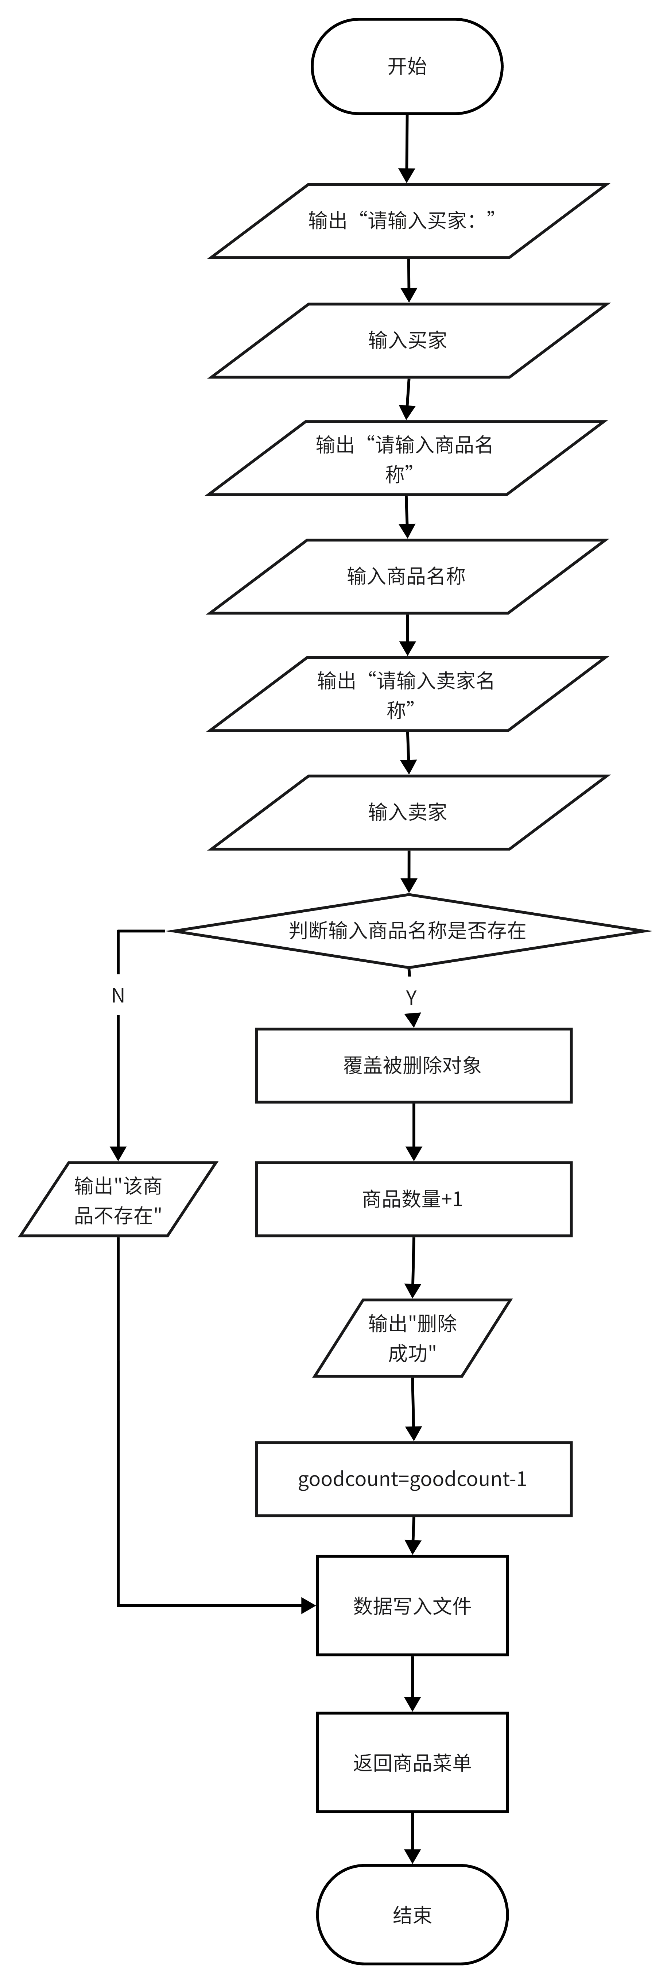 开始
输出“请输入买家：”
输入买家
输出“请输入商品名
称”
输入商品名称
输出“请输入卖家名
称”
输入卖家
判断输入商品名称是否存在
N
Y
覆盖被删除对象
输出"该商
品不存在"
商品数量+1
输出"删除
成功"
goodcount=goodcount-1
数据写入文件
返回商品菜单
结束